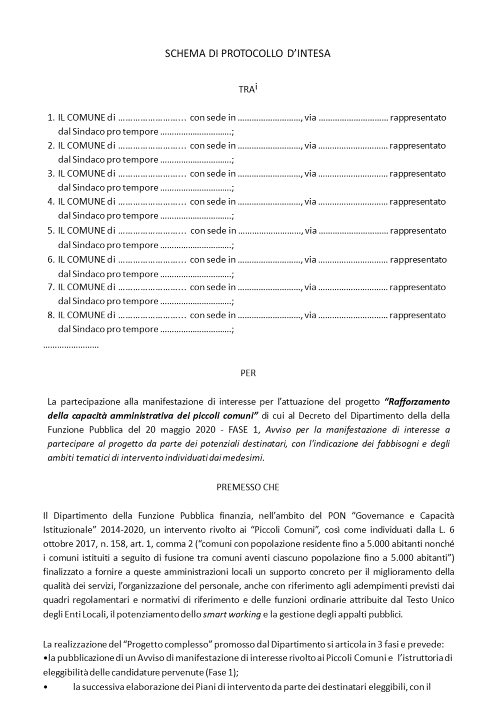 SCHEMA DI PROTOCOLLO D'INTESA
TRAⁱ
1. IL COMUNE di ……………………... con sede in ………………………, via ………………………… rappresentato
dal Sindaco pro tempore ………………………….;
2. IL COMUNE di ……………………... con sede in ………………………, via ………………………… rappresentato
dal Sindaco pro tempore ………………………….;
3. IL COMUNE di ……………………... con sede in ………………………, via ………………………… rappresentato
dal Sindaco pro tempore ………………………….;
4. IL COMUNE di ……………………... con sede in ………………………, via ………………………… rappresentato
dal Sindaco pro tempore ………………………….;
5. IL COMUNE di ……………………... con sede in ………………………, via ………………………… rappresentato
dal Sindaco pro tempore ………………………….;
6. IL COMUNE di ……………………... con sede in ………………………, via ………………………… rappresentato
dal Sindaco pro tempore ………………………….;
7. IL COMUNE di ……………………... con sede in ………………………, via ………………………… rappresentato
dal Sindaco pro tempore ………………………….;
8. IL COMUNE di ……………………... con sede in ………………………, via ………………………… rappresentato
dal Sindaco pro tempore ………………………….;
……………………
PER
La partecipazione alla manifestazione di interesse per l'attuazione del progetto "Rafforzamento
della capacità amministrativa dei piccoli comuni" di cui al Decreto del Dipartimento della della
Funzione Pubblica del 20 maggio 2020 - FASE 1, Avviso per la manifestazione di interesse a
partecipare al progetto da parte dei potenziali destinatari, con l'indicazione dei fabbisogni e degli
ambiti tematici di intervento individuati dai medesimi.
PREMESSO CHE
Il Dipartimento della Funzione Pubblica finanzia, nell'ambito del PON "Governance e Capacità
Istituzionale" 2014-2020, un intervento rivolto ai "Piccoli Comuni", così come individuati dalla L. 6
ottobre 2017, n. 158, art. 1, comma 2 ("comuni con popolazione residente fino a 5.000 abitanti nonché
i comuni istituiti a seguito di fusione tra comuni aventi ciascuno popolazione fino a 5.000 abitanti")
finalizzato a fornire a queste amministrazioni locali un supporto concreto per il miglioramento della
qualità dei servizi, l'organizzazione del personale, anche con riferimento agli adempimenti previsti dai
quadri regolamentari e normativi di riferimento e delle funzioni ordinarie attribuite dal Testo Unico
degli Enti Locali, il potenziamento dello smart working e la gestione degli appalti pubblici.
La realizzazione del "Progetto complesso" promosso dal Dipartimento si articola in 3 fasi e prevede:
•la pubblicazione di un Avviso di manifestazione di interesse rivolto ai Piccoli Comuni e l'istruttoria di
eleggibilità delle candidature pervenute (Fase 1);
• la successiva elaborazione dei Piani di intervento da parte dei destinatari eleggibili, con il